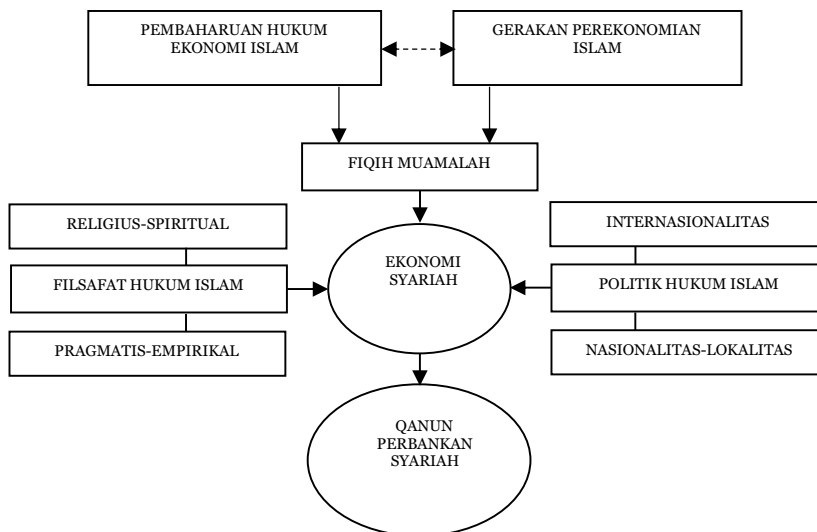 PEMBAHARUAN HUKUM
EKONOMI ISLAM
GERAKAN PEREKONOMIAN
ISLAM
FIQIH MUAMALAH
RELIGIUS-SPIRITUAL
FILSAFAT HUKUM ISLAM
PRAGMATIS-EMPIRIKAL
EKONOMI
SYARIAH
INTERNASIONALITAS
POLITIK HUKUM ISLAM
NASIONALITAS-LOKALITAS
QANUN
PERBANKAN
SYARIAH